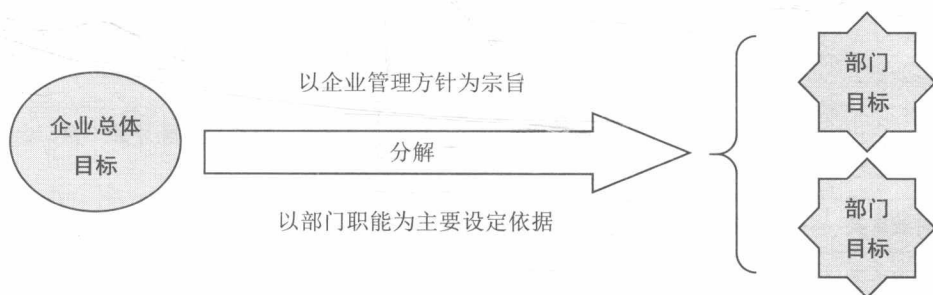 以企业管理方针为宗旨
企业总体
目标
分解
以部门职能为主要设定依据
部门
目标
部门
目标